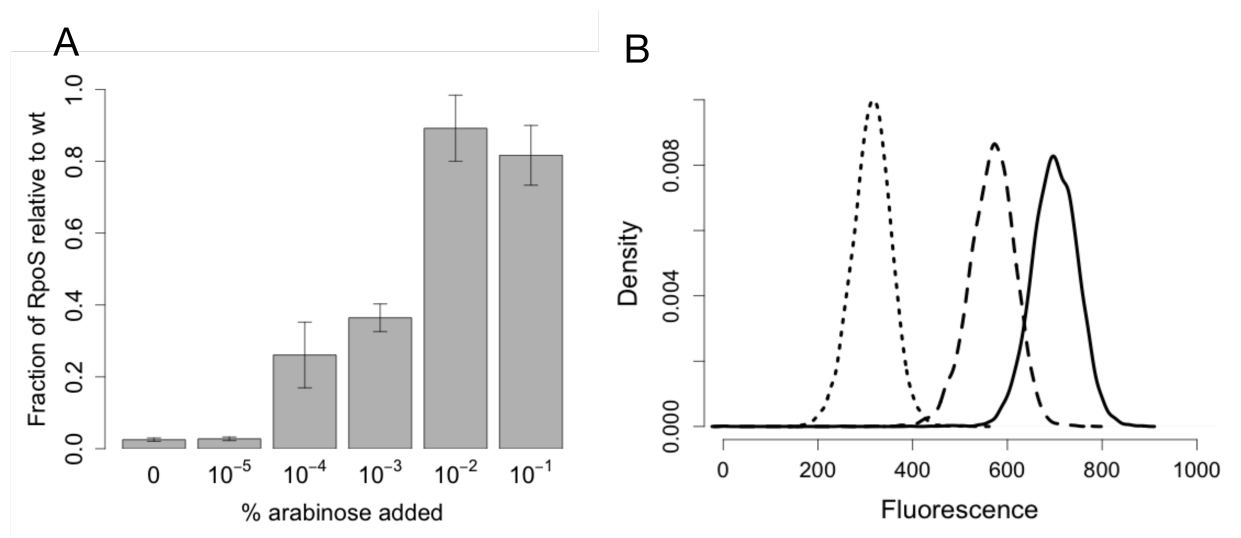 A
Fraction of RpoS relative to wt
1.0
0.8
0.6
0.4
0.2
0.0
0 10⁻⁵ 10⁻⁴ 10⁻³ 10⁻² 10⁻¹
% arabinose added
B
Density
0.008
0.004
0.000
0 200 400 600 800 1000
Fluorescence